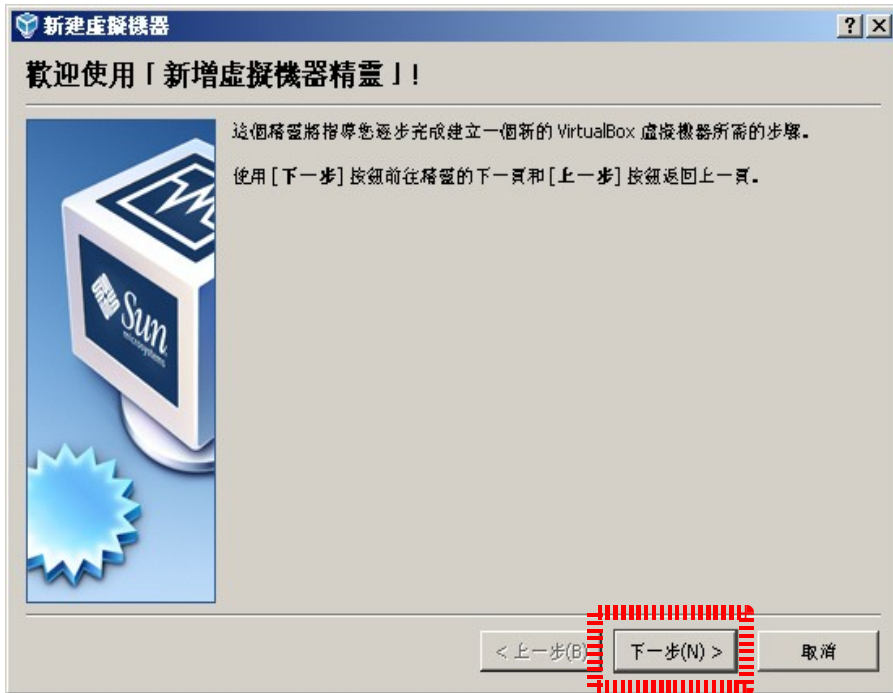 新建虛擬機器
歡迎使用「新增虛擬機器精靈」!
這個精靈將指導您逐步完成建立一個新的 VirtualBox 虛擬機器所需的步驟。
使用 [下一步] 按鈕前往精靈的下一頁和 [上一步] 按鈕返回上一頁。
Sun
microsystems
< 上一步(B)
下一步(N) >
取消